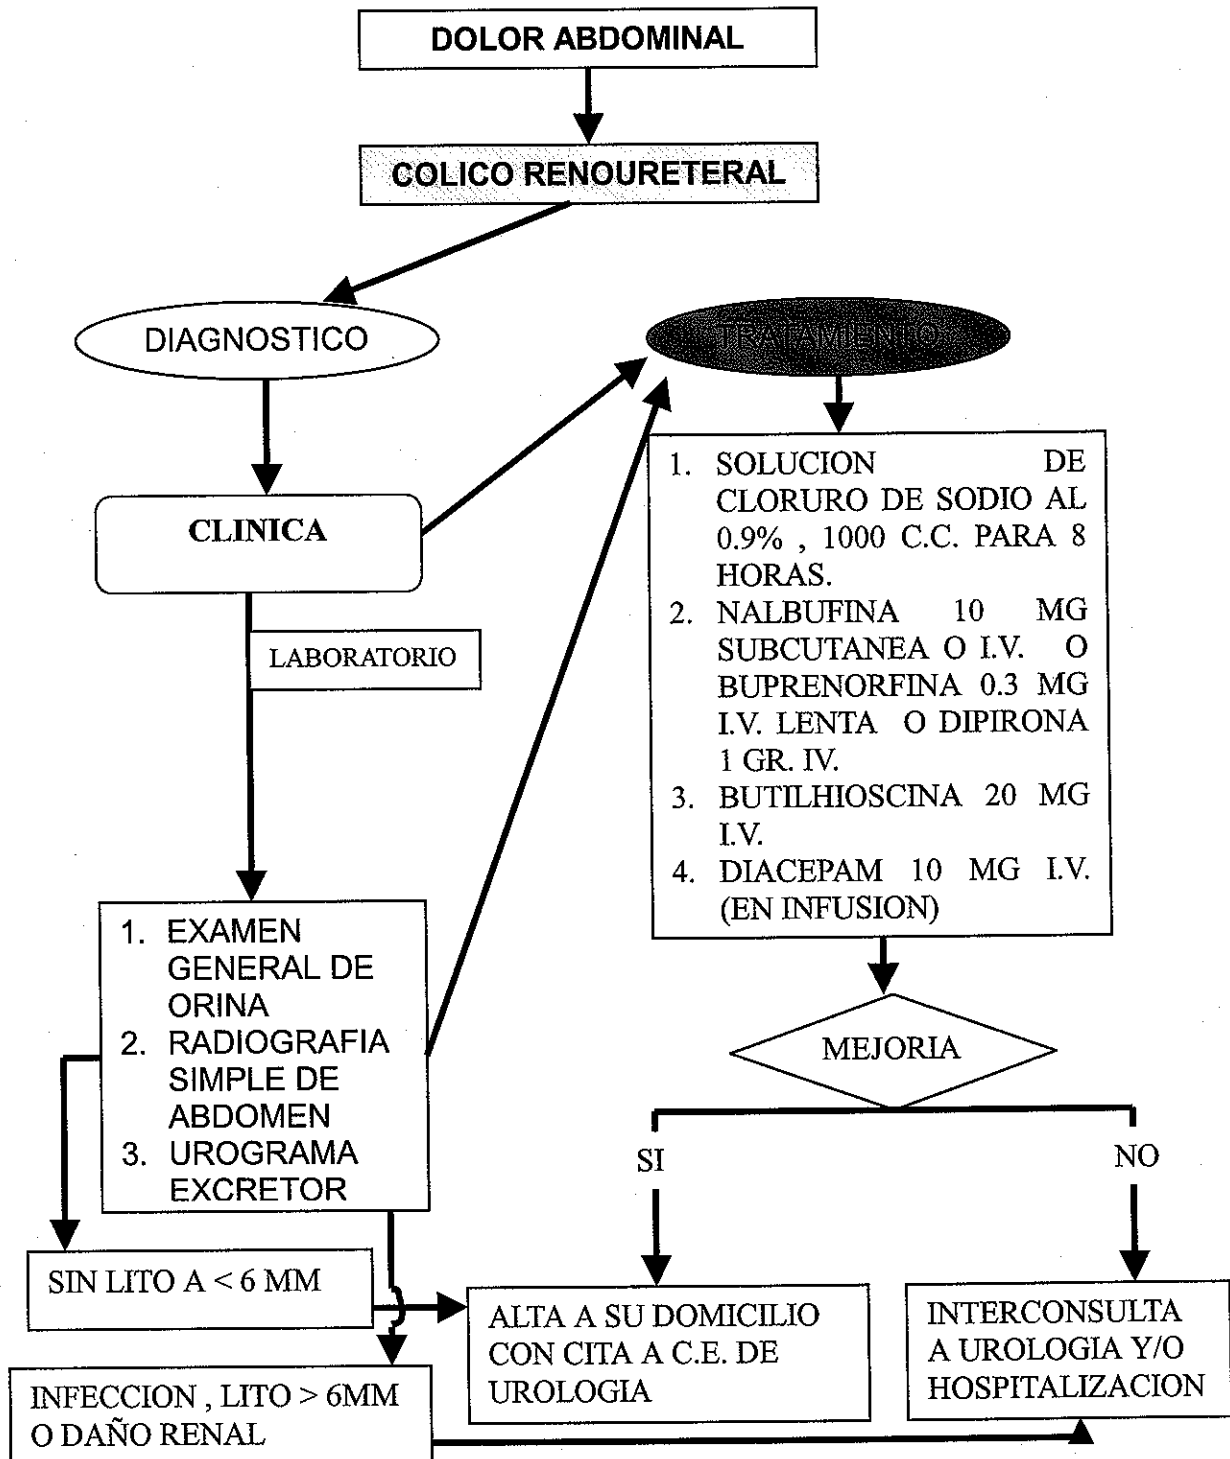 DOLOR ABDOMINAL
COLICO RENOURETERAL
DIAGNOSTICO
TRATAMIENTO
CLINICA
LABORATORIO
1. EXAMEN
GENERAL DE
ORINA
2. RADIOGRAFIA
SIMPLE DE
ABDOMEN
3. UROGRAMA
EXCRETOR
1. SOLUCION DE
CLORURO DE SODIO AL
0.9% , 1000 C.C. PARA 8
HORAS.
2. NALBUFINA 10 MG
SUBCUTANEA O I.V. O
BUPRENORFINA 0.3 MG
I.V. LENTA O DIPIRONA
1 GR. IV.
3. BUTILHIOSCINA 20 MG
I.V.
4. DIACEPAM 10 MG I.V.
(EN INFUSION)
MEJORIA
SI
NO
SIN LITO A < 6 MM
INFECCION , LITO > 6MM
O DAÑO RENAL
ALTA A SU DOMICILIO
CON CITA A C.E. DE
UROLOGIA
INTERCONSULTA
A UROLOGIA Y/O
HOSPITALIZACION